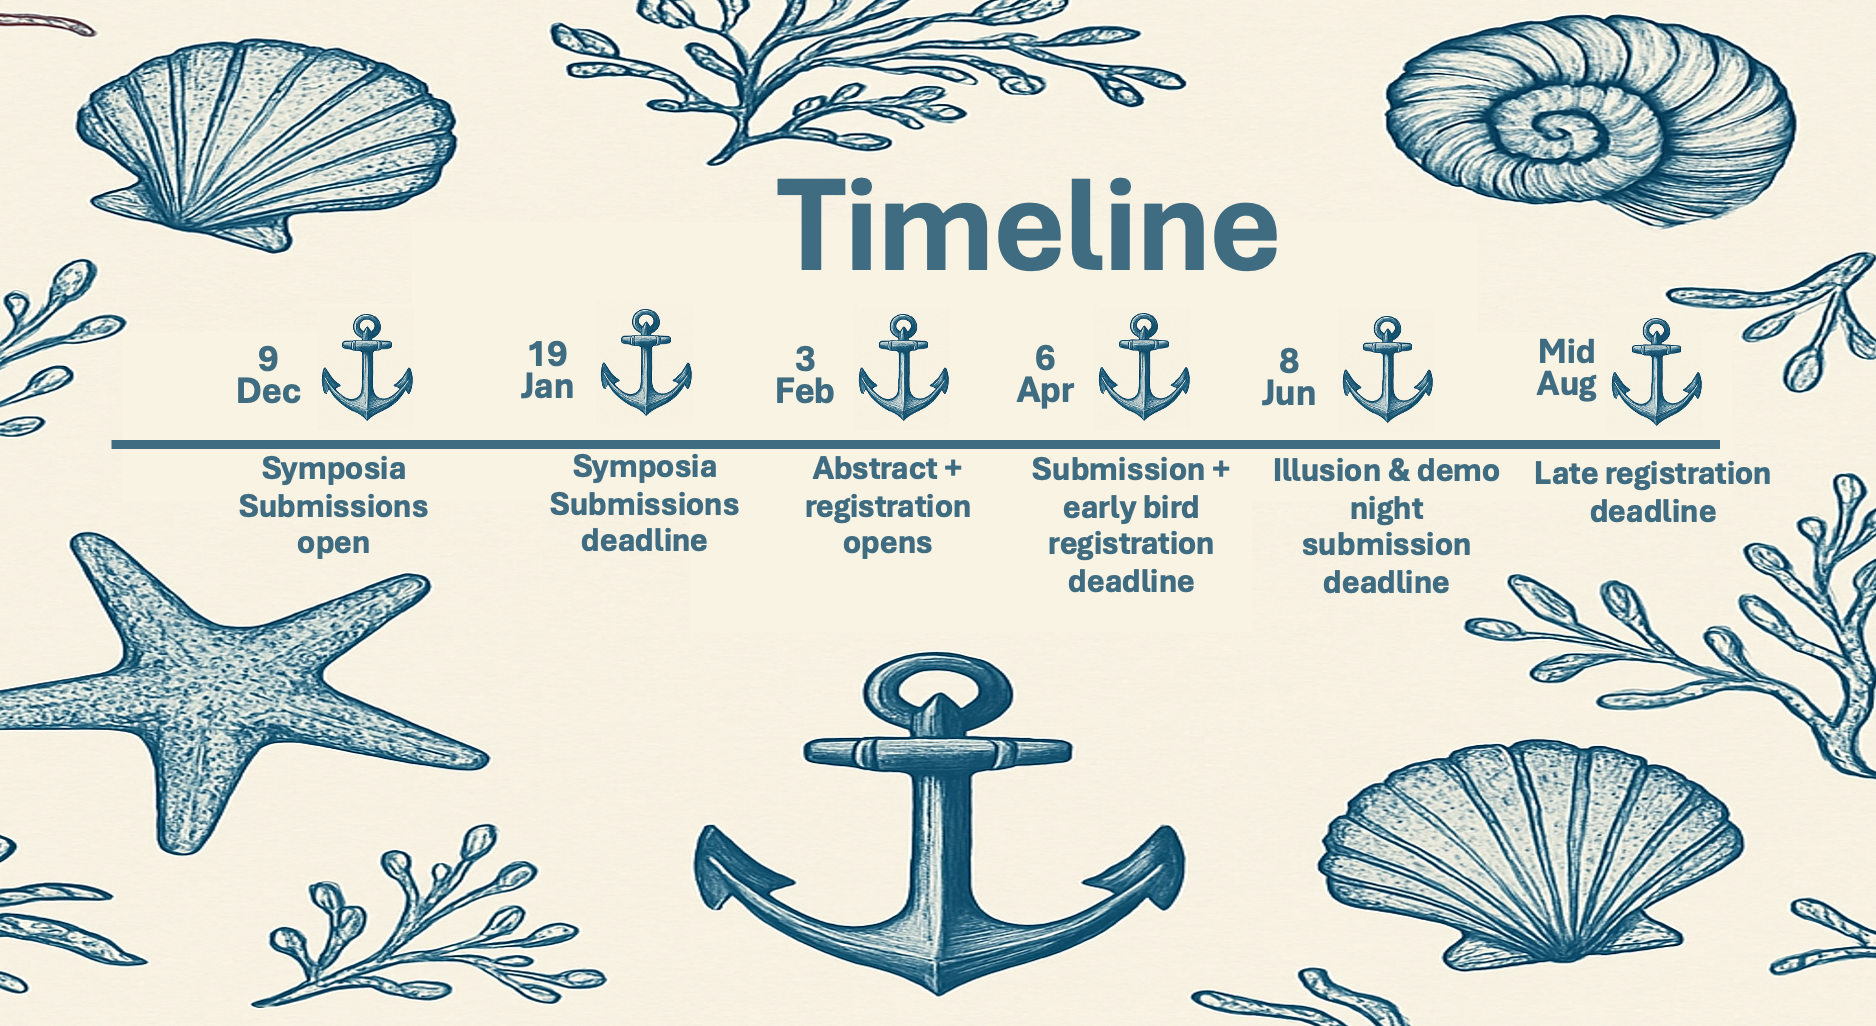 Timeline
9
Dec
19
Jan
3
Feb
6
Apr
8
Jun
Mid
Aug
Symposia
Submissions
open
Symposia
Submissions
deadline
Abstract +
registration
opens
Submission +
early bird
registration
deadline
Illusion & demo
night
submission
deadline
Late registration
deadline